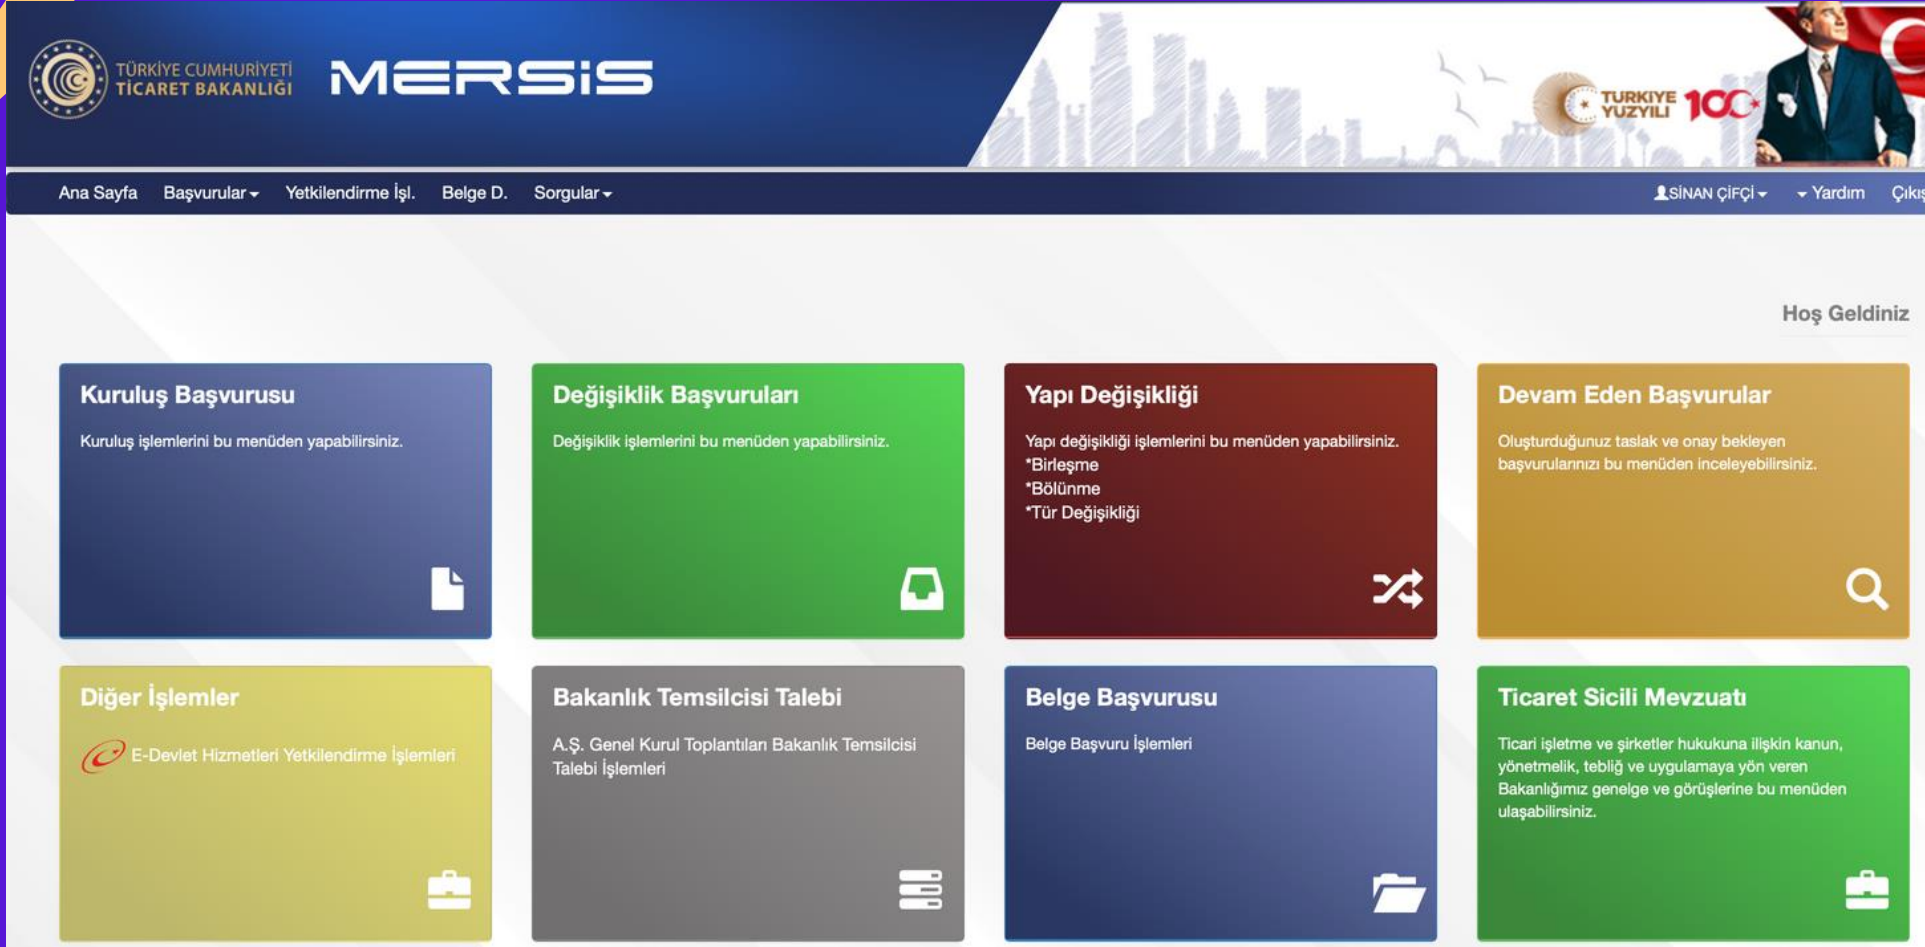 TÜRKİYE CUMHURİYETİ
TİCARET BAKANLIĞI
MERSiS
TÜRKİYE
YÜZYILI
100
Ana Sayfa Başvurular Yetkilendirme İşl. Belge D. Sorgular SİNAN ÇİFÇİ Yardım Çıkış
Hoş Geldiniz
Kuruluş Başvurusu
Kuruluş işlemlerini bu menüden yapabilirsiniz.
Değişiklik Başvuruları
Değişiklik işlemlerini bu menüden yapabilirsiniz.
Yapı Değişikliği
Yapı değişikliği işlemlerini bu menüden yapabilirsiniz.
*Birleşme
*Bölünme
*Tür Değişikliği
Devam Eden Başvurular
Oluşturduğunuz taslak ve onay bekleyen
başvurularınızı bu menüden inceleyebilirsiniz.
Diğer İşlemler
E-Devlet Hizmetleri Yetkilendirme İşlemleri
Bakanlık Temsilcisi Talebi
A.Ş. Genel Kurul Toplantıları Bakanlık Temsilcisi
Talebi İşlemleri
Belge Başvurusu
Belge Başvuru İşlemleri
Ticaret Sicili Mevzuatı
Ticari işletme ve şirketler hukukuna ilişkin kanun,
yönetmelik, tebliğ ve uygulamaya yön veren
Bakanlığımız genelge ve görüşlerine bu menüden
ulaşabilirsiniz.